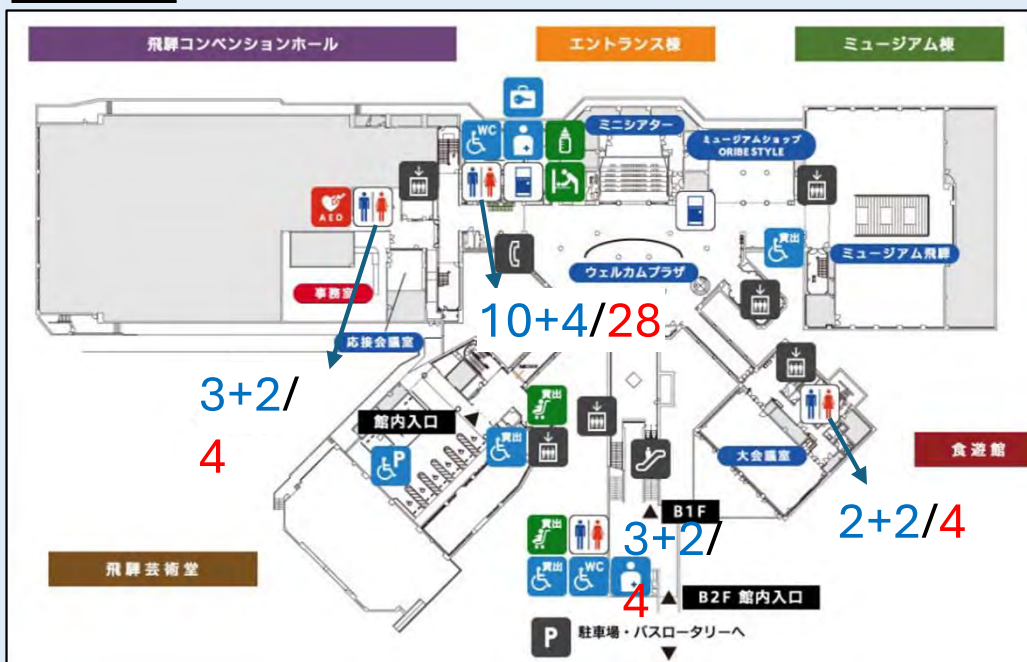 飛騨コンベンションホール
エントランス棟
ミュージアム棟
WC
ミニシアター
ミュージアムショップ
ORIBE STYLE
AED
貸出
ミュージアム飛騨
ウェルカムプラザ
事務室
10+4/28
応接会議室
3+2/
4
館内入口
貸出
貸出
P
大会議室
食遊館
B1F
2+2/4
貸出
3+2/
飛騨芸術堂
貸出
WC
4
B2F 館内入口
P
駐車場・バスロータリーへ